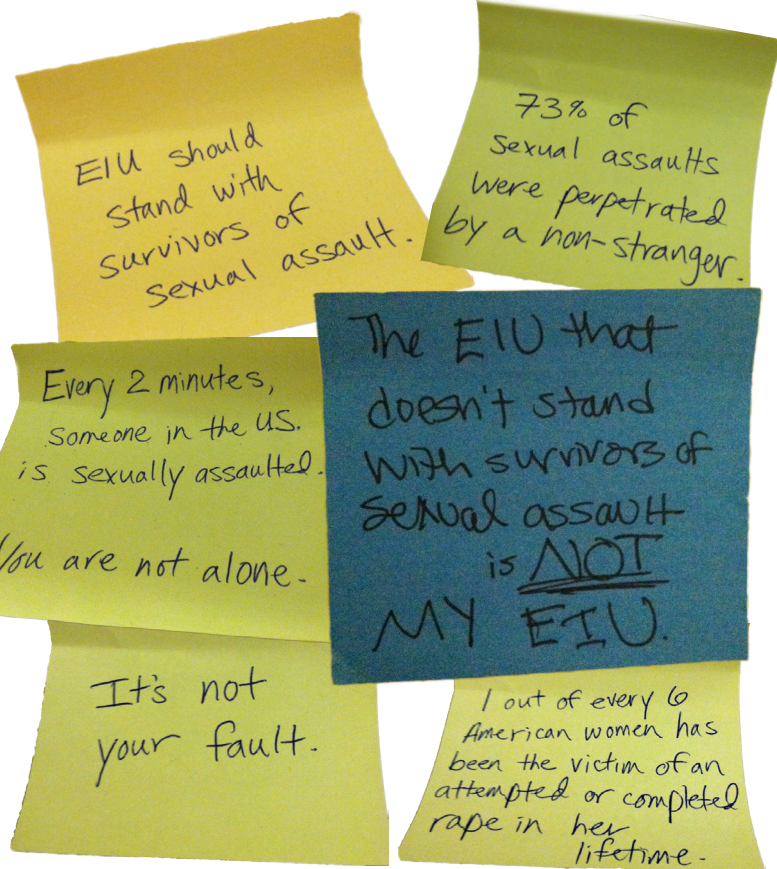 EIU should
stand with
survivors of
sexual assault.
73% of
sexual assaults
were perpetrated
by a non-stranger.
Every 2 minutes,
someone in the US.
is sexually assaulted.
You are not alone.
The EIU that
doesn't stand
with survivors of
sexual assault
is NOT
MY EIU.
It's not
your fault.
1 out of every 6
American women has
been the victim of an
attempted or completed
rape in her
lifetime.